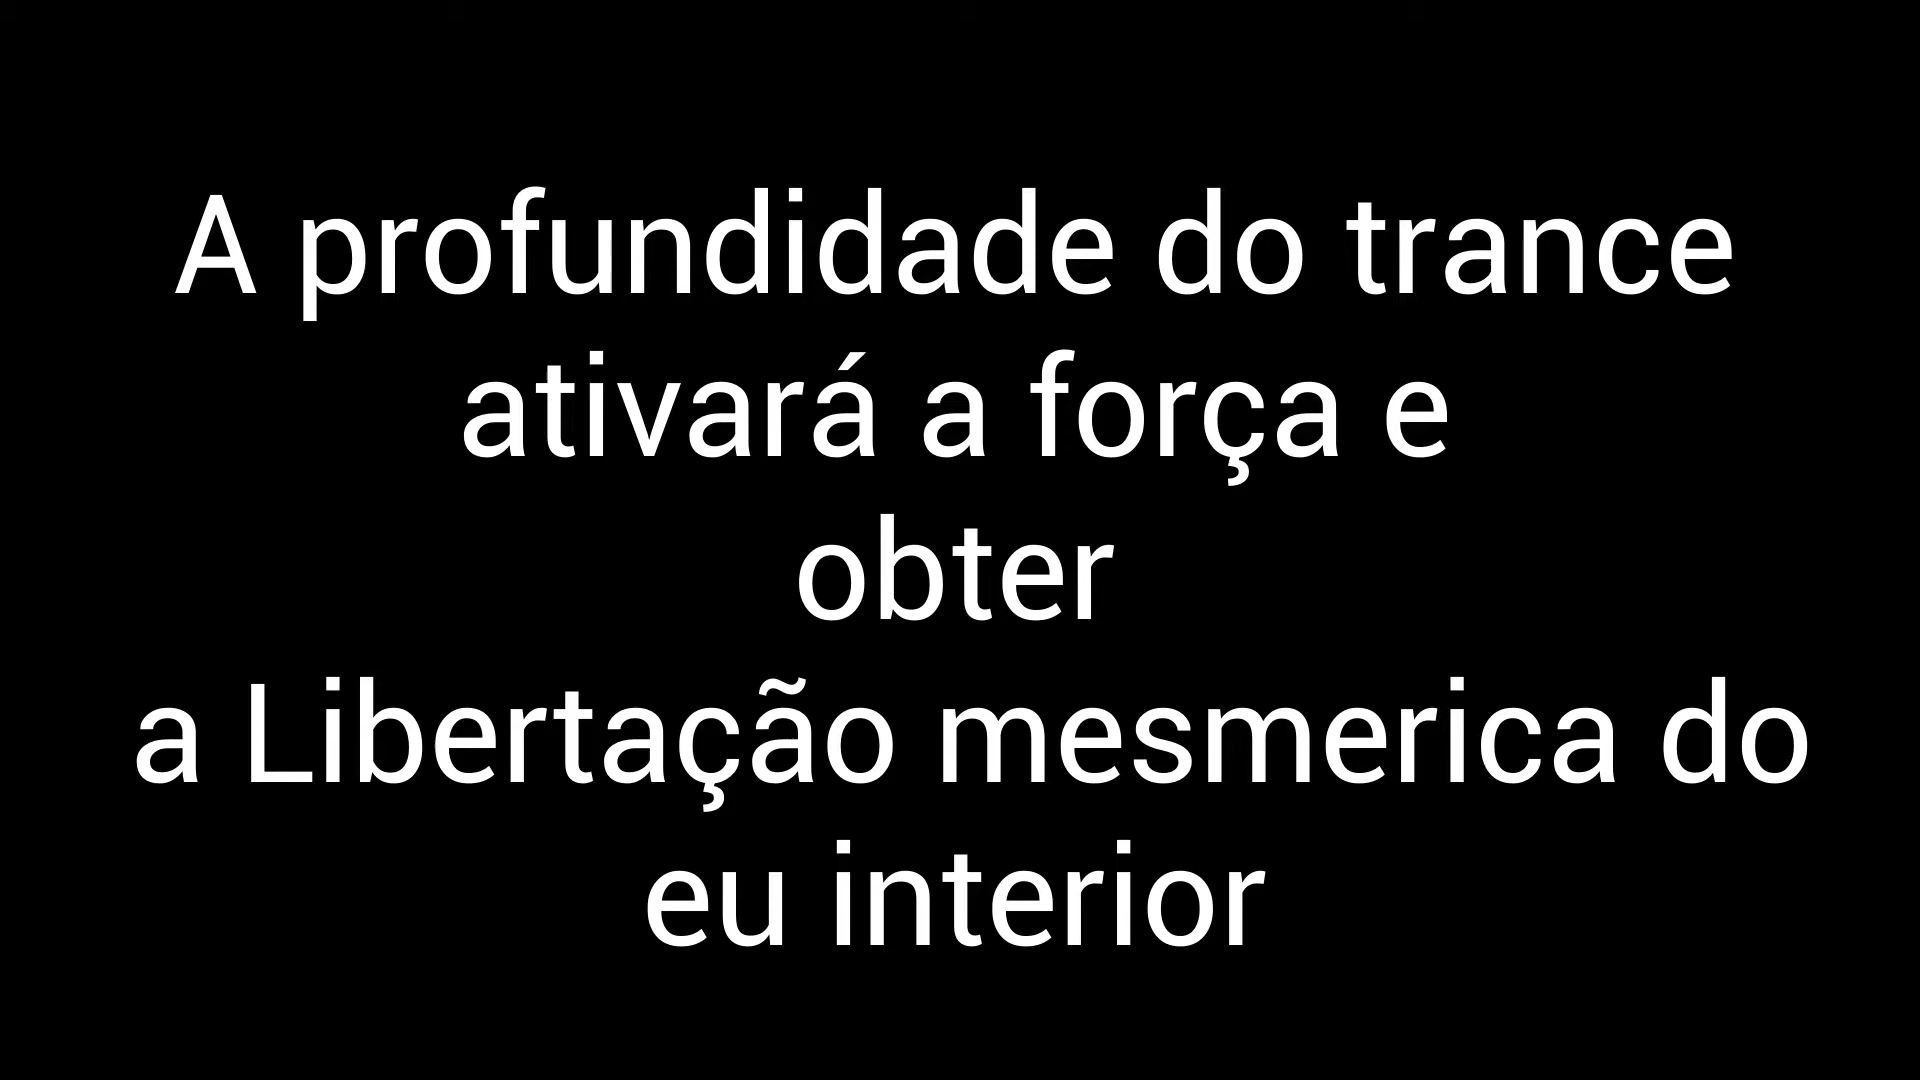 A profundidade do trance
ativará a força e
obter
a Libertação mesmerica do
eu interior